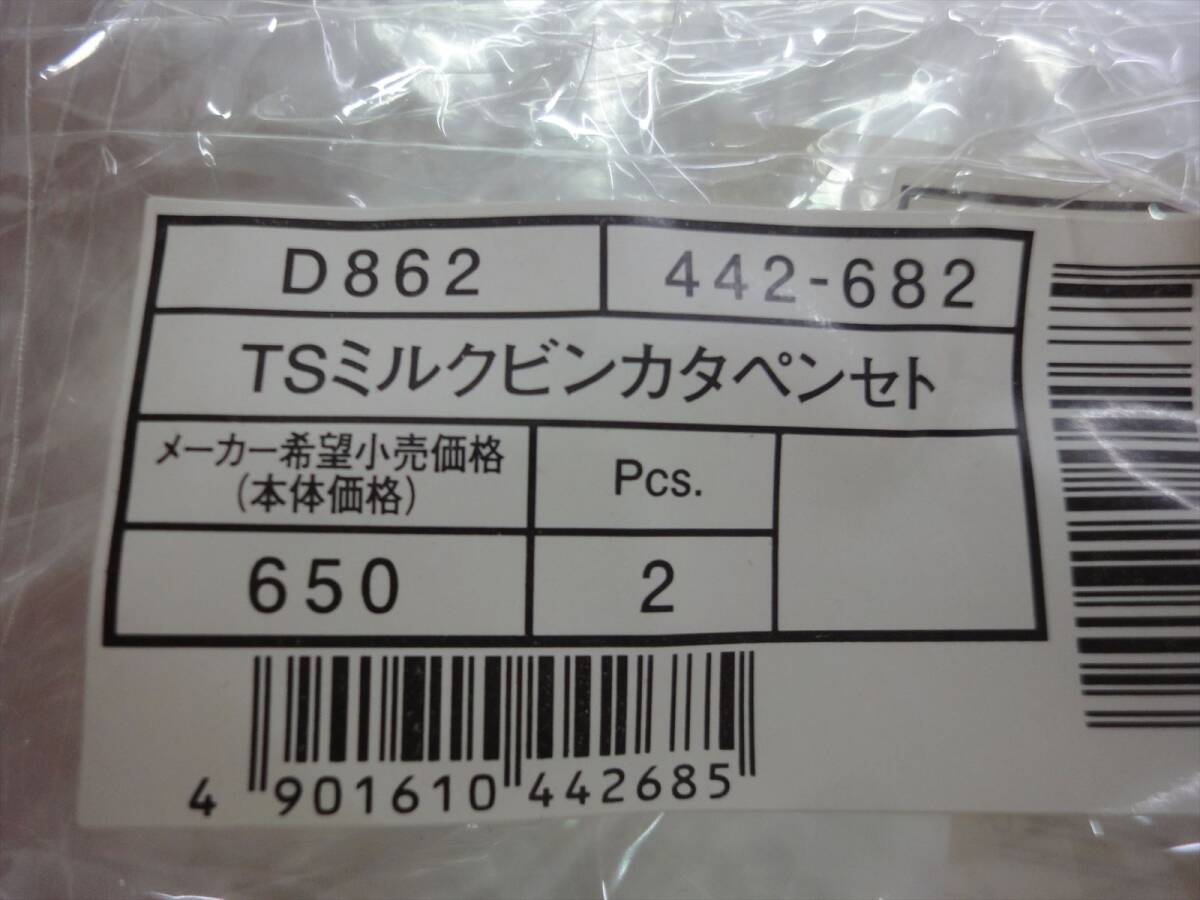 D862 442-682
TSミルクビンカタペンセト
メーカー希望小売価格
(本体価格)
Pcs.
650 2
4 901610 442685